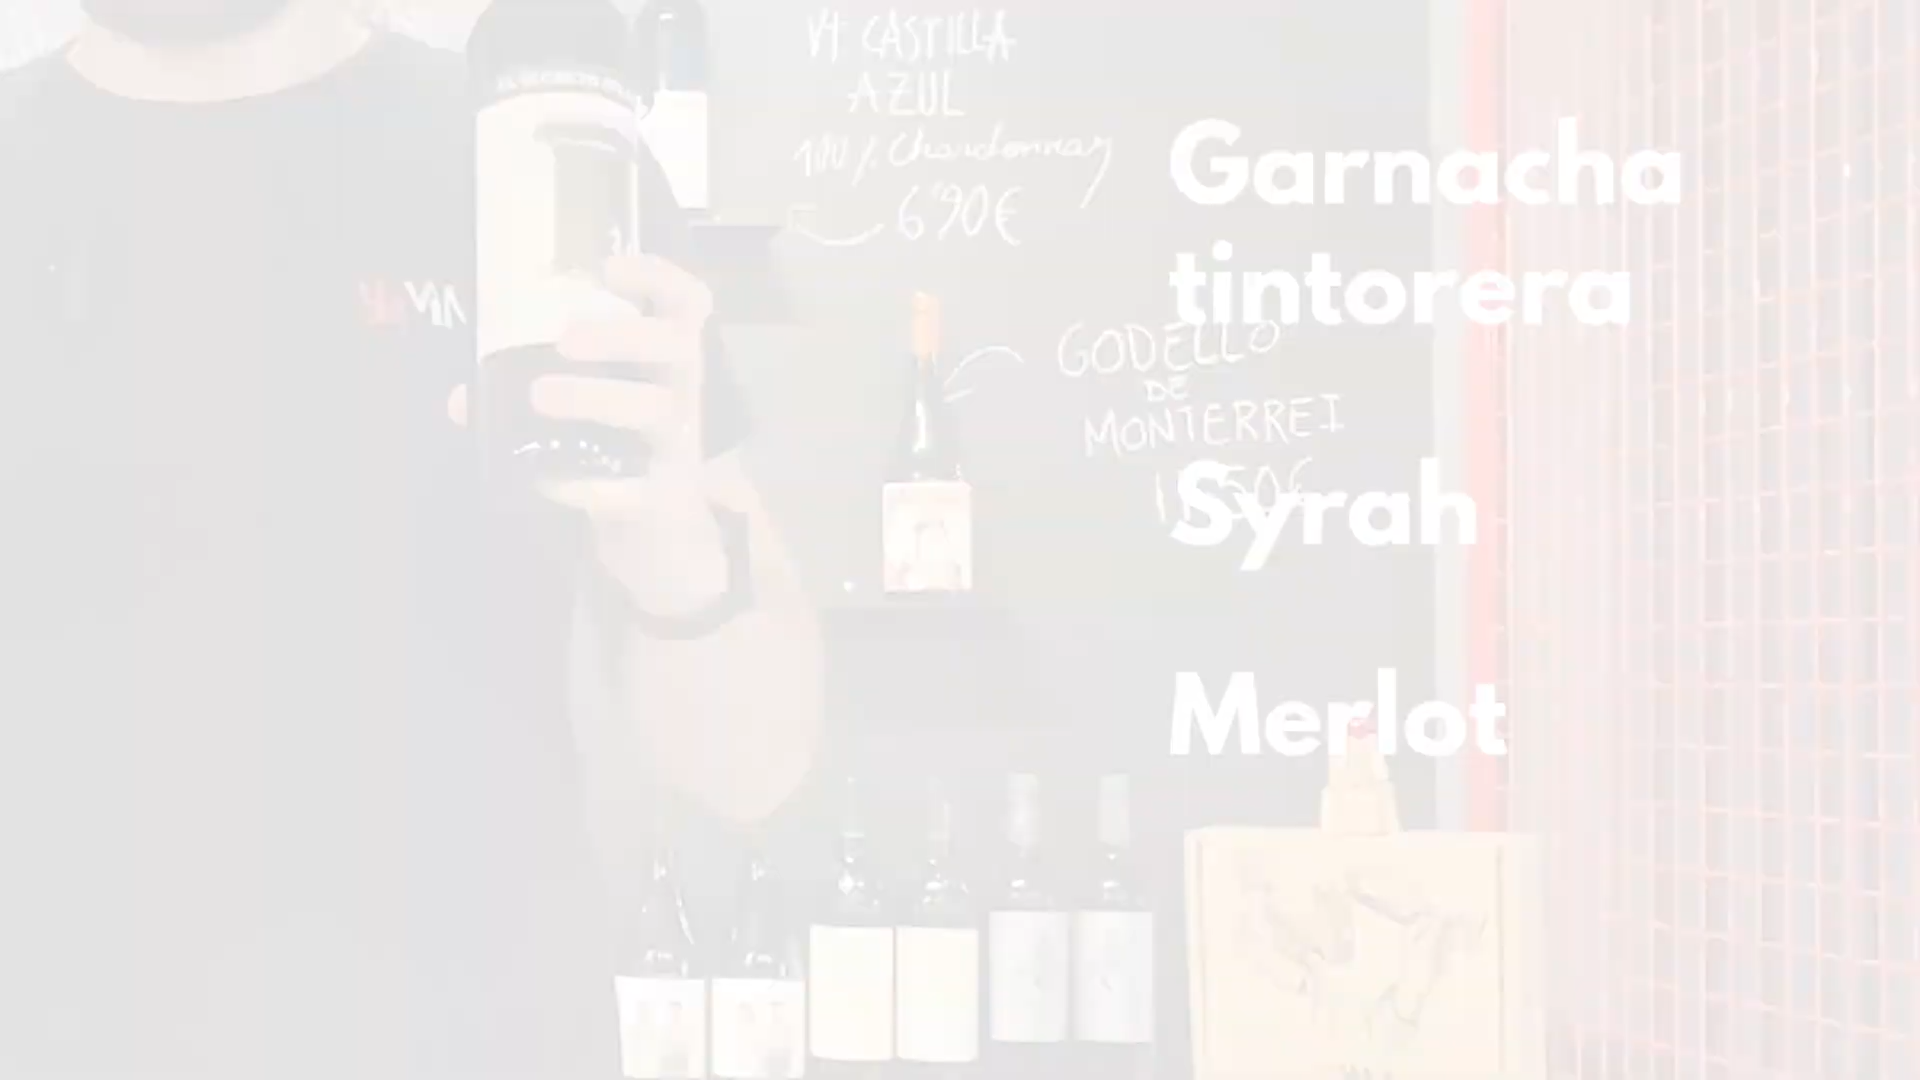 VT CASTILLA
AZUL
100% Chardonnay
6'90€
Garnacha
tintorera
GODELLO
DE
MONTERREI
Syrah
Merlot